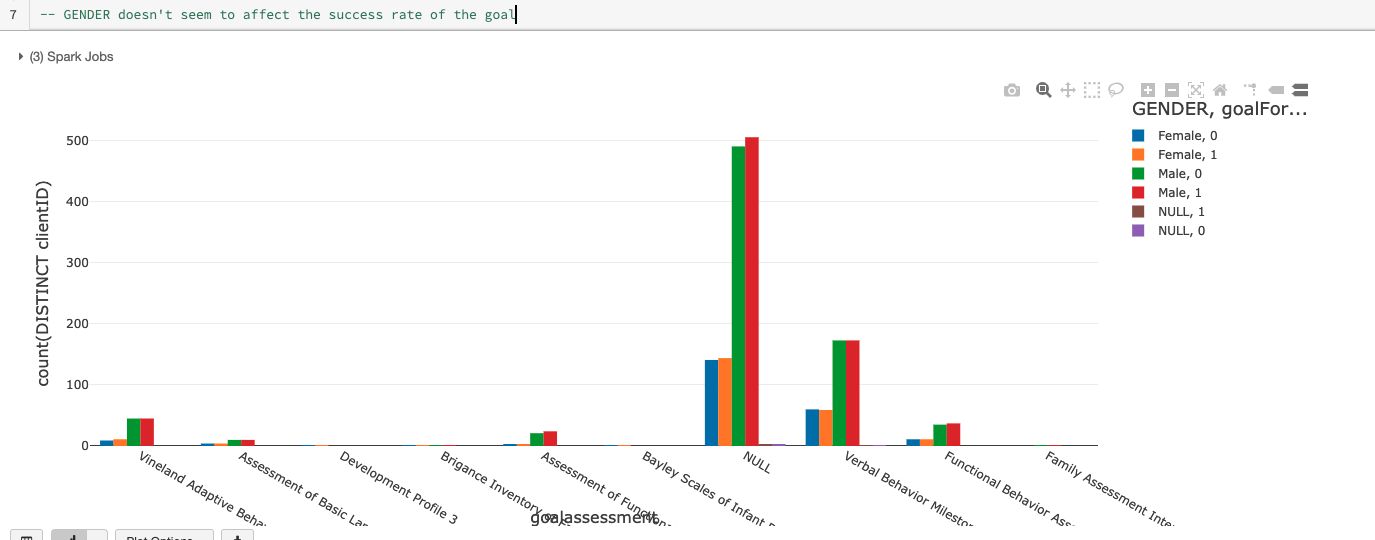 7 -- GENDER doesn't seem to affect the success rate of the goal
(3) Spark Jobs
GENDER, goalFor...
Female, 0
Female, 1
Male, 0
Male, 1
NULL, 1
NULL, 0
count(DISTINCT clientID)
500
400
300
200
100
0
Vineland Adaptive Beha
Assessment of Basic Lan
Development Profile 3
Brigance Inventory
Assessment of Function
Bayley Scales of Infant
NULL
Verbal Behavior Milestor
Functional Behavior Ass
Family Assessment Inte
goalassessment
Plot Options...